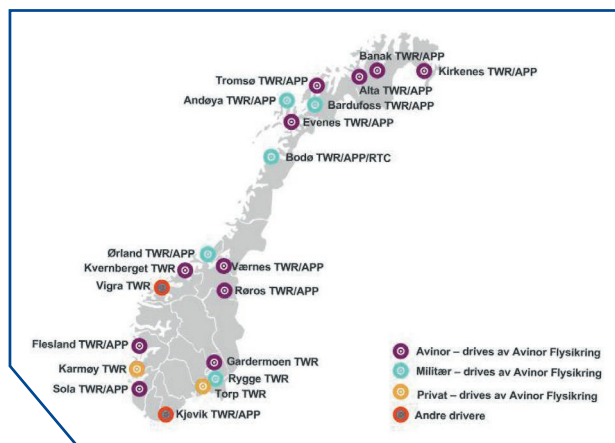 Banak TWR/APP
Tromsø TWR/APP
Kirkenes TWR/APP
Alta TWR/APP
Andøya TWR/APP
Bardufoss TWR/APP
Evenes TWR/APP
Bodø TWR/APP/RTC
Ørland TWR/APP
Kvernberget TWR
Værnes TWR/APP
Vigra TWR
Røros TWR/APP
Flesland TWR/APP
Gardermoen TWR
Karmøy TWR
Rygge TWR
Sola TWR/APP
Torp TWR
Kjevik TWR/APP
Avinor – drives av Avinor Flysikring
Militær – drives av Avinor Flysikring
Privat – drives av Avinor Flysikring
Andre drivere